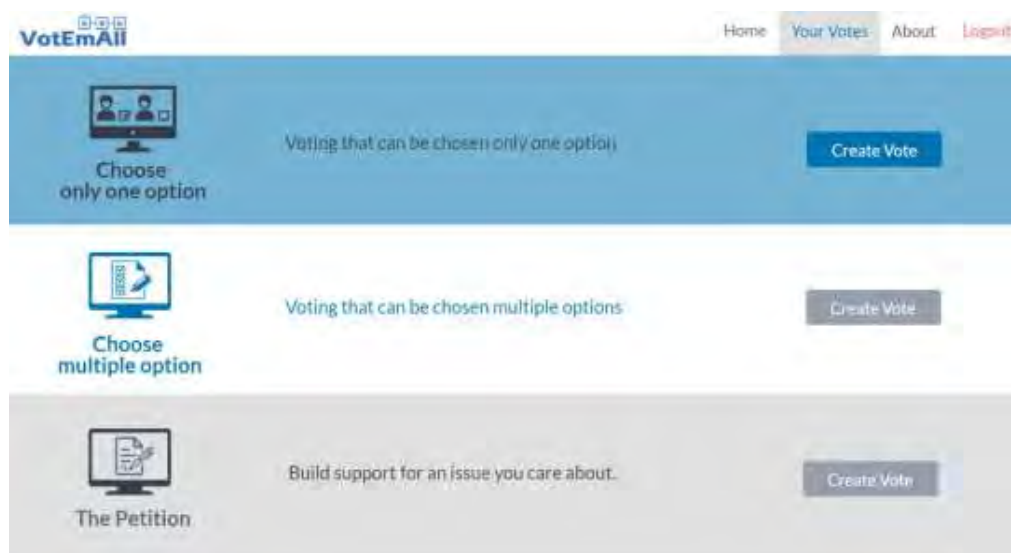 VotEmAll
Home Your Votes About Logout
Choose
only one option
Voting that can be chosen only one option
Create Vote
Choose
multiple option
Voting that can be chosen multiple options
Create Vote
The Petition
Build support for an issue you care about.
Create Vote